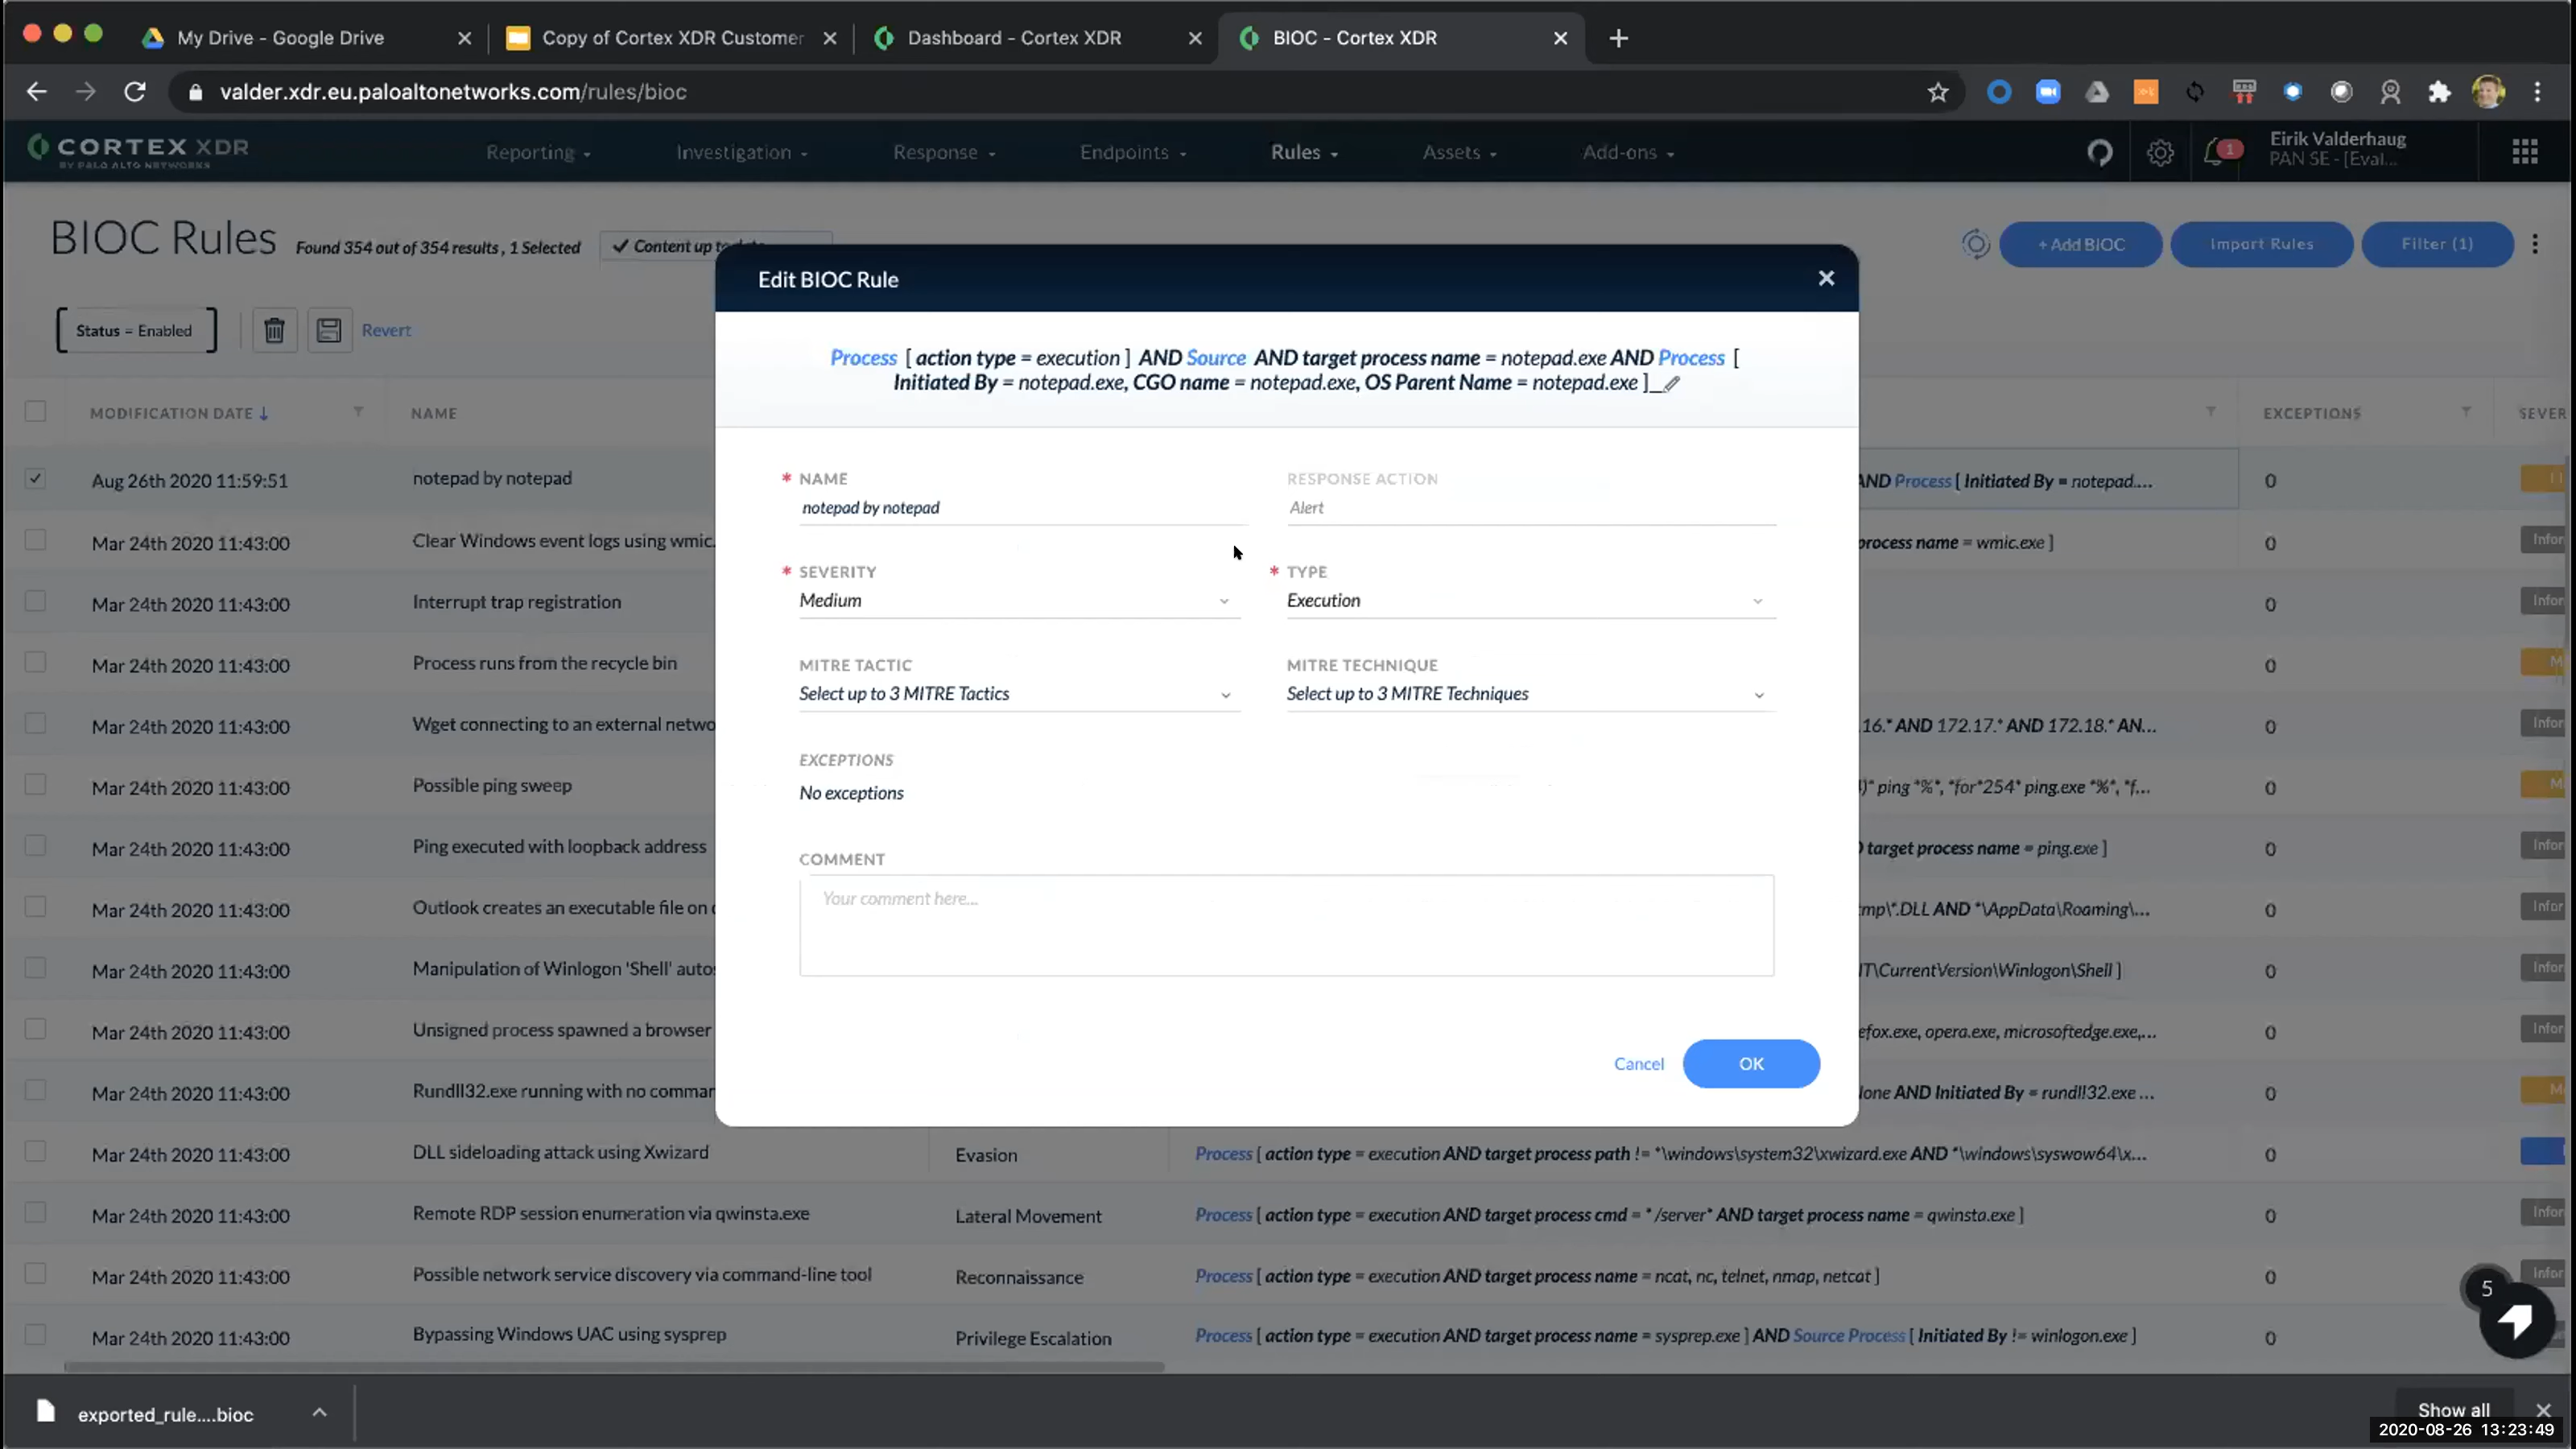 My Drive - Google Drive
Copy of Cortex XDR Customer
Dashboard - Cortex XDR
BIOC - Cortex XDR
valder.xdr.eu.paloaltonetworks.com/rules/bioc
CORTEX XDR
BY PALO ALTO NETWORKS
Reporting
Investigation
Response
Endpoints
Rules
Assets
Add-ons
1
Eirik Valderhaug
PAN SE - [Eval...
BIOC Rules
Found 354 out of 354 results , 1 Selected
Content up to
+ Add BIOC
Import Rules
Filter (1)
Status = Enabled
Revert
Edit BIOC Rule
Process [ action type = execution ] AND Source AND target process name = notepad.exe AND Process [
Initiated By = notepad.exe, CGO name = notepad.exe, OS Parent Name = notepad.exe ]
* NAME
notepad by notepad
RESPONSE ACTION
Alert
* SEVERITY
Medium
* TYPE
Execution
MITRE TACTIC
Select up to 3 MITRE Tactics
MITRE TECHNIQUE
Select up to 3 MITRE Techniques
EXCEPTIONS
No exceptions
COMMENT
Your comment here...
Cancel
OK
MODIFICATION DATE
NAME
EXCEPTIONS
SEVER
Aug 26th 2020 11:59:51 notepad by notepad AND Process [ Initiated By = notepad.... 0
Mar 24th 2020 11:43:00 Clear Windows event logs using wmic. process name = wmic.exe ] 0 Infor
Mar 24th 2020 11:43:00 Interrupt trap registration 0 Infor
Mar 24th 2020 11:43:00 Process runs from the recycle bin 0 M
Mar 24th 2020 11:43:00 Wget connecting to an external netwo .16.* AND 172.17.* AND 172.18.* AN... 0 Infor
Mar 24th 2020 11:43:00 Possible ping sweep )" ping *%", "for*254* ping.exe *%", "f... 0 M
Mar 24th 2020 11:43:00 Ping executed with loopback address target process name = ping.exe ] 0 Infor
Mar 24th 2020 11:43:00 Outlook creates an executable file on tmp\*.DLL AND *\AppData\Roaming\... 0 Infor
Mar 24th 2020 11:43:00 Manipulation of Winlogon 'Shell' auto T\CurrentVersion\Winlogon\Shell ] 0 Infor
Mar 24th 2020 11:43:00 Unsigned process spawned a browser efox.exe, opera.exe, microsoftedge.exe,... 0 Infor
Mar 24th 2020 11:43:00 Rundll32.exe running with no comma one AND Initiated By = rundll32.exe ... 0 M
Mar 24th 2020 11:43:00 DLL sideloading attack using Xwizard Evasion Process [ action type = execution AND target process path != *\windows\system32\xwizard.exe AND *\windows\syswow64\x... 0
Mar 24th 2020 11:43:00 Remote RDP session enumeration via qwinsta.exe Lateral Movement Process [ action type = execution AND target process cmd = * /server* AND target process name = qwinsta.exe ] 0 Infor
Mar 24th 2020 11:43:00 Possible network service discovery via command-line tool Reconnaissance Process [ action type = execution AND target process name = ncat, nc, telnet, nmap, netcat ] 0 Infor
Mar 24th 2020 11:43:00 Bypassing Windows UAC using sysprep Privilege Escalation Process [ action type = execution AND target process name = sysprep.exe ] AND Source Process [ Initiated By != winlogon.exe ] 0
5
exported_rule....bioc
Show all
2020-08-26 13:23:49